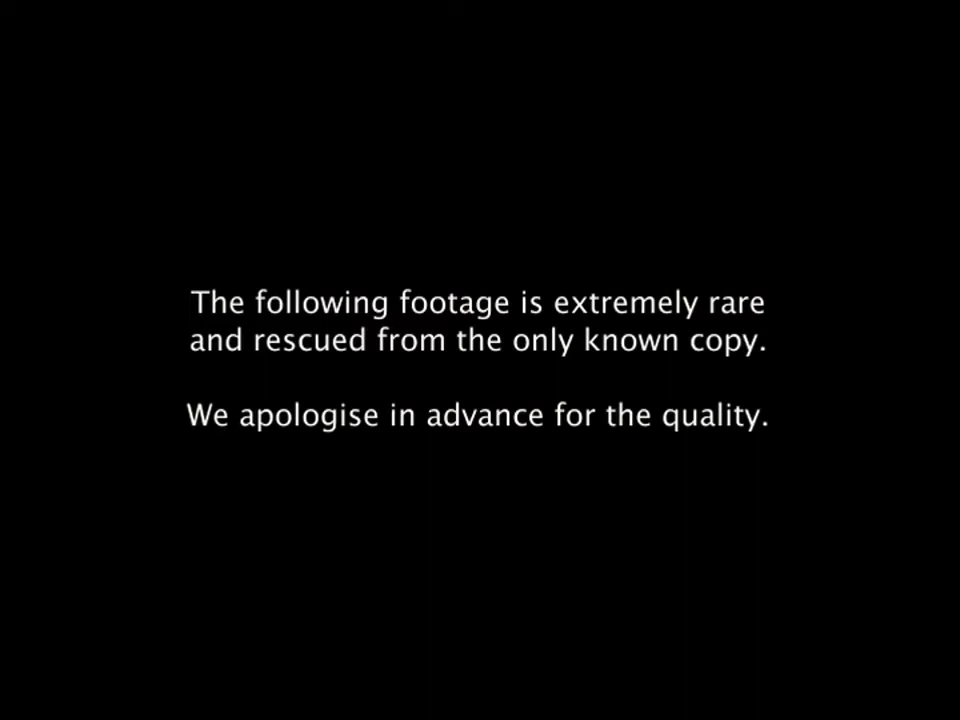 The following footage is extremely rare
and rescued from the only known copy.
We apologise in advance for the quality.